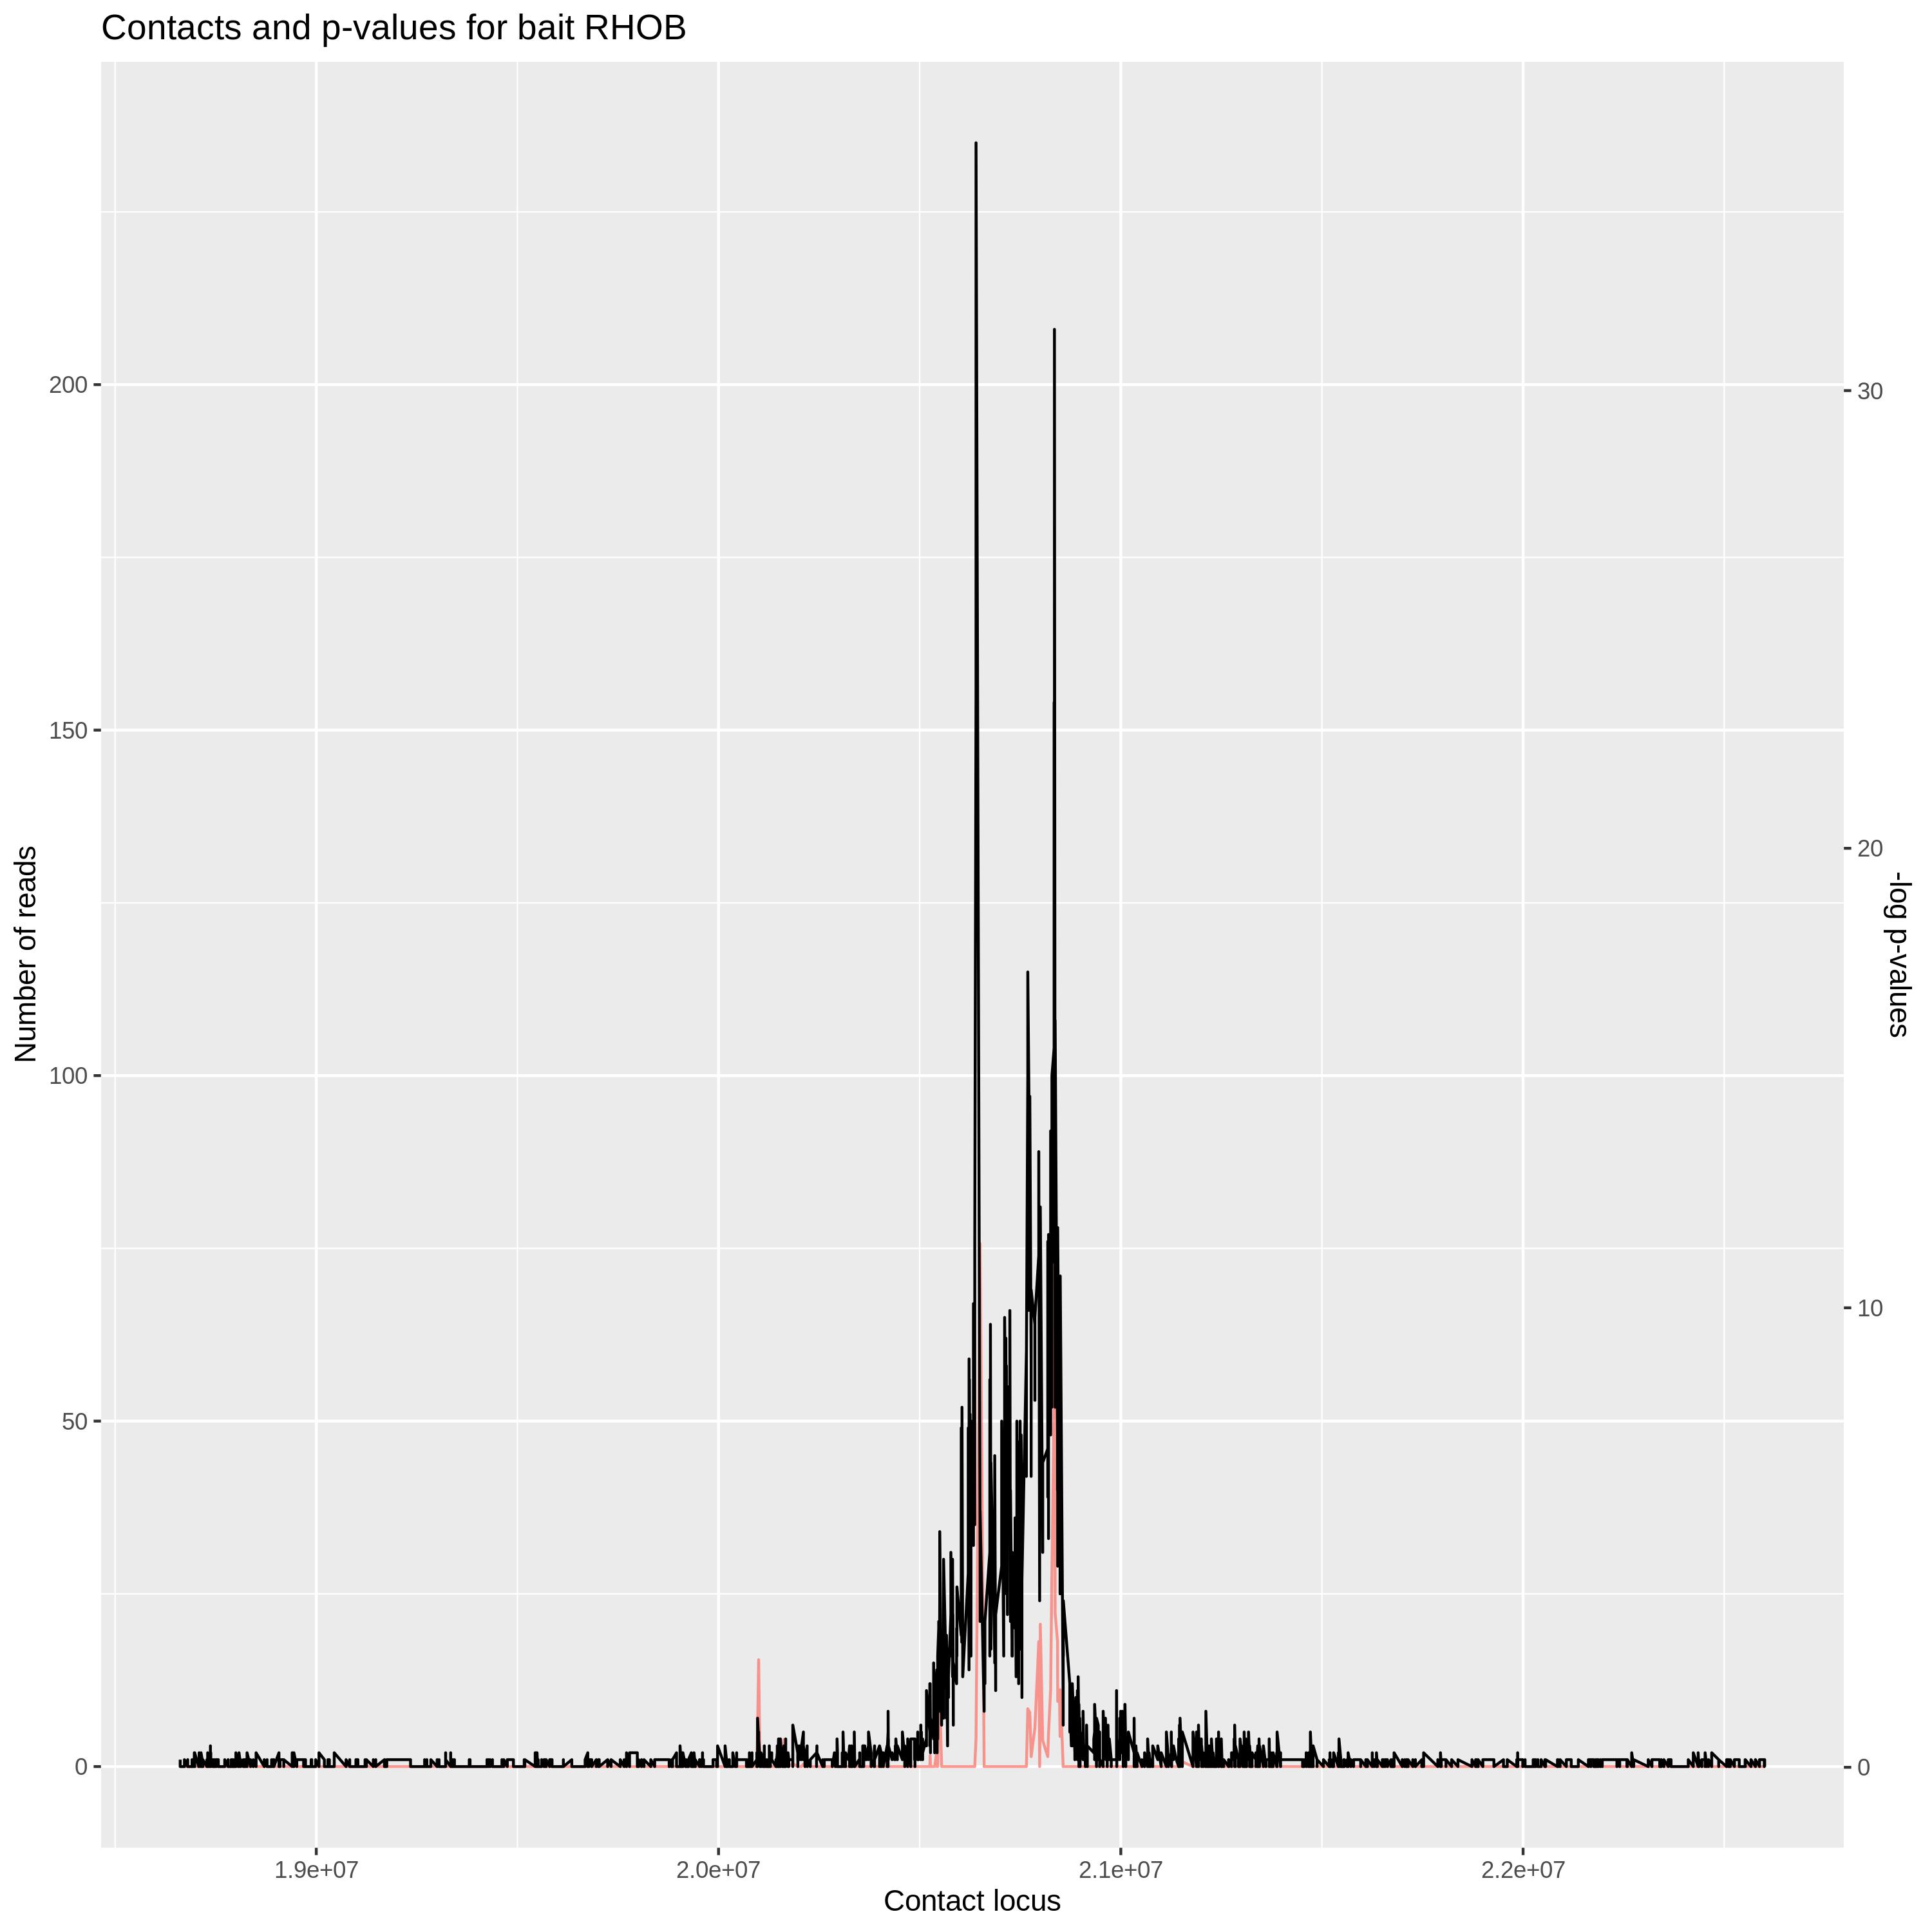 Contacts and p-values for bait RHOB
Number of reads
200
150
100
50
0
30
20
10
0
-log p-values
1.9e+07
2.0e+07
2.1e+07
2.2e+07
Contact locus